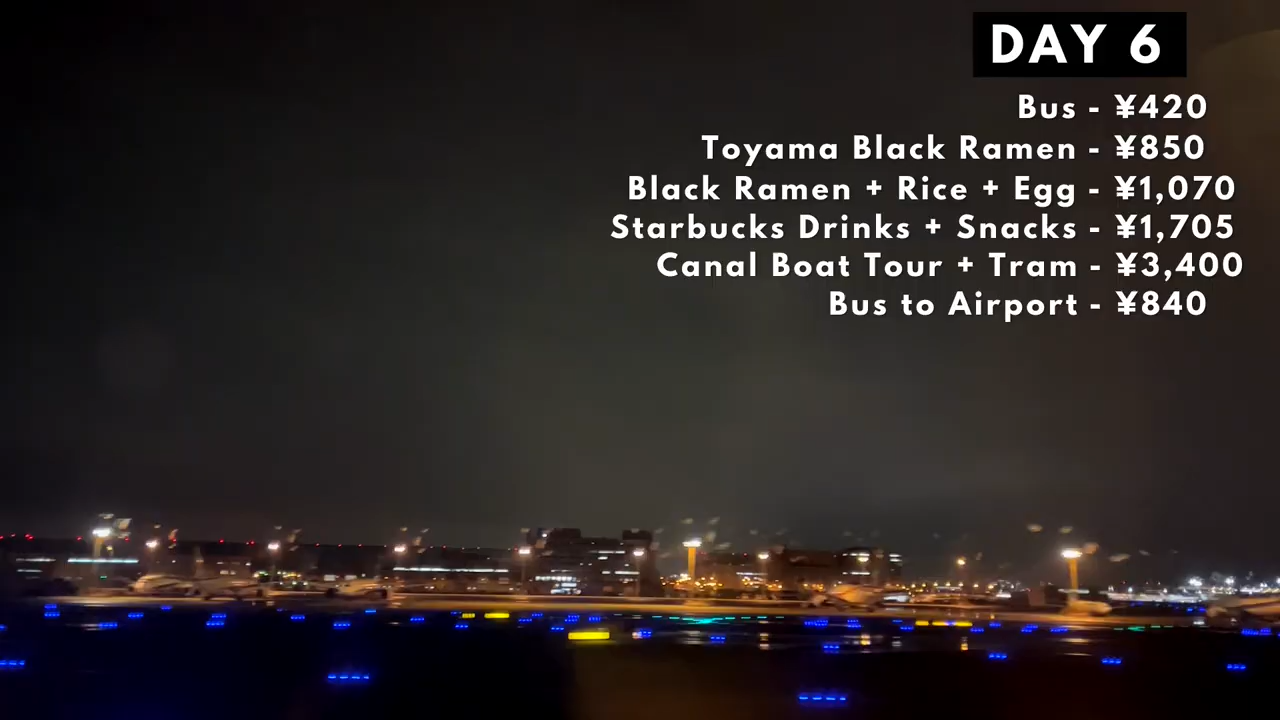 DAY 6
Bus - ¥420
Toyama Black Ramen - ¥850
Black Ramen + Rice + Egg - ¥1,070
Starbucks Drinks + Snacks - ¥1,705
Canal Boat Tour + Tram - ¥3,400
Bus to Airport - ¥840